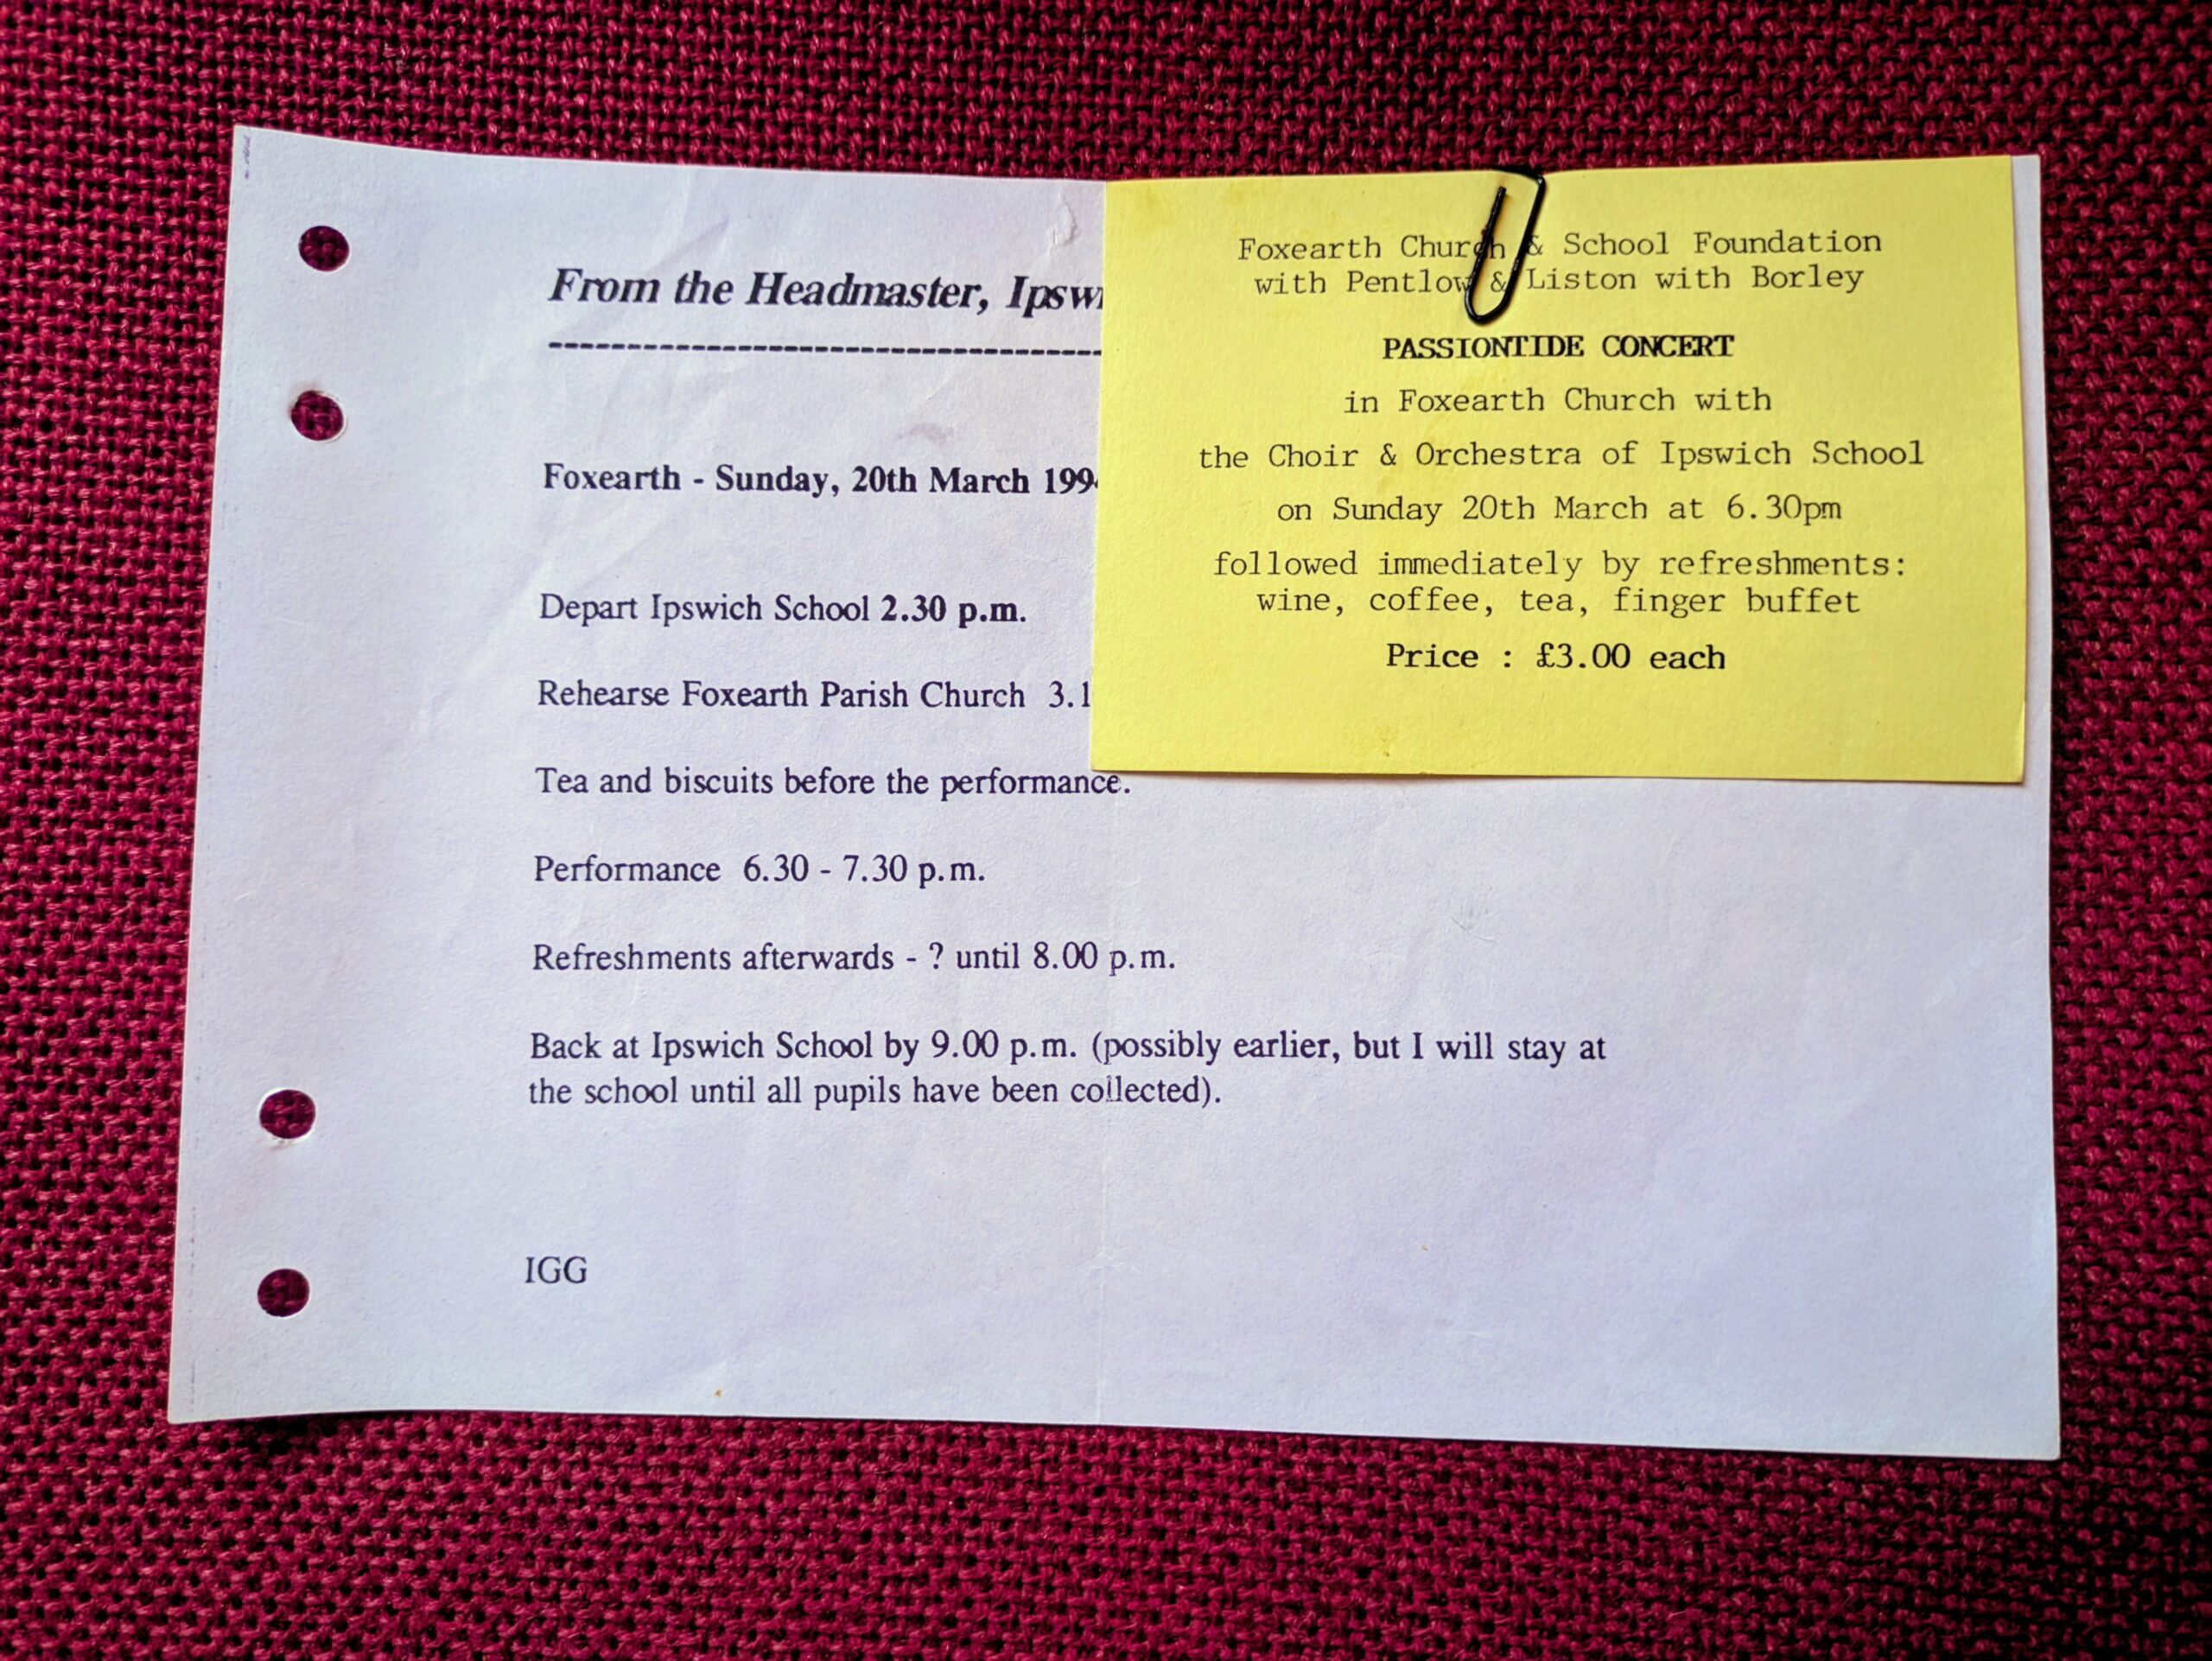 From the Headmaster, Ipsw
Foxearth - Sunday, 20th March 199
Depart Ipswich School 2.30 p.m.
Rehearse Foxearth Parish Church 3.1
Tea and biscuits before the performance.
Performance 6.30 - 7.30 p.m.
Refreshments afterwards - ? until 8.00 p.m.
Back at Ipswich School by 9.00 p.m. (possibly earlier, but I will stay at
the school until all pupils have been collected).
IGG
Foxearth Church & School Foundation
with Pentlow & Liston with Borley
PASSIONTIDE CONCERT
in Foxearth Church with
the Choir & Orchestra of Ipswich School
on Sunday 20th March at 6.30pm
followed immediately by refreshments:
wine, coffee, tea, finger buffet
Price : £3.00 each